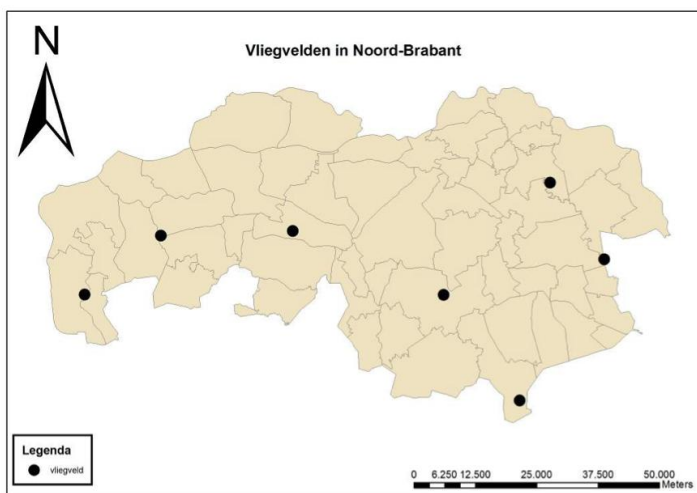 Vliegvelden in Noord-Brabant
N
Legenda
vliegveld
0 6.250 12.500 25.000 37.500 50.000
Meters